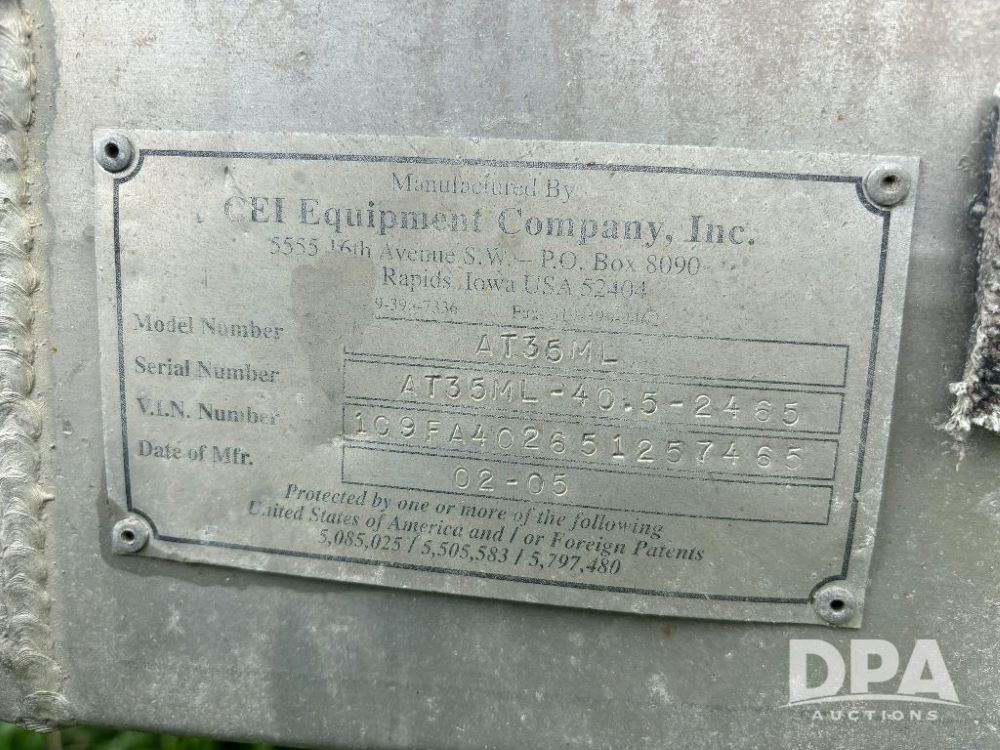 Manufactured By
CEI Equipment Company, Inc.
5555 16th Avenue S.W. – P.O. Box 8090
Rapids, Iowa USA 52404
Model Number AT35ML
Serial Number AT35ML-40.5-2465
V.I.N. Number 1C9FA402651257465
Date of Mfr. 02-05
Protected by one or more of the following
United States of America and / or Foreign Patents
5,085,025 / 5,505,583 / 5,797,480
DPA
AUCTIONS